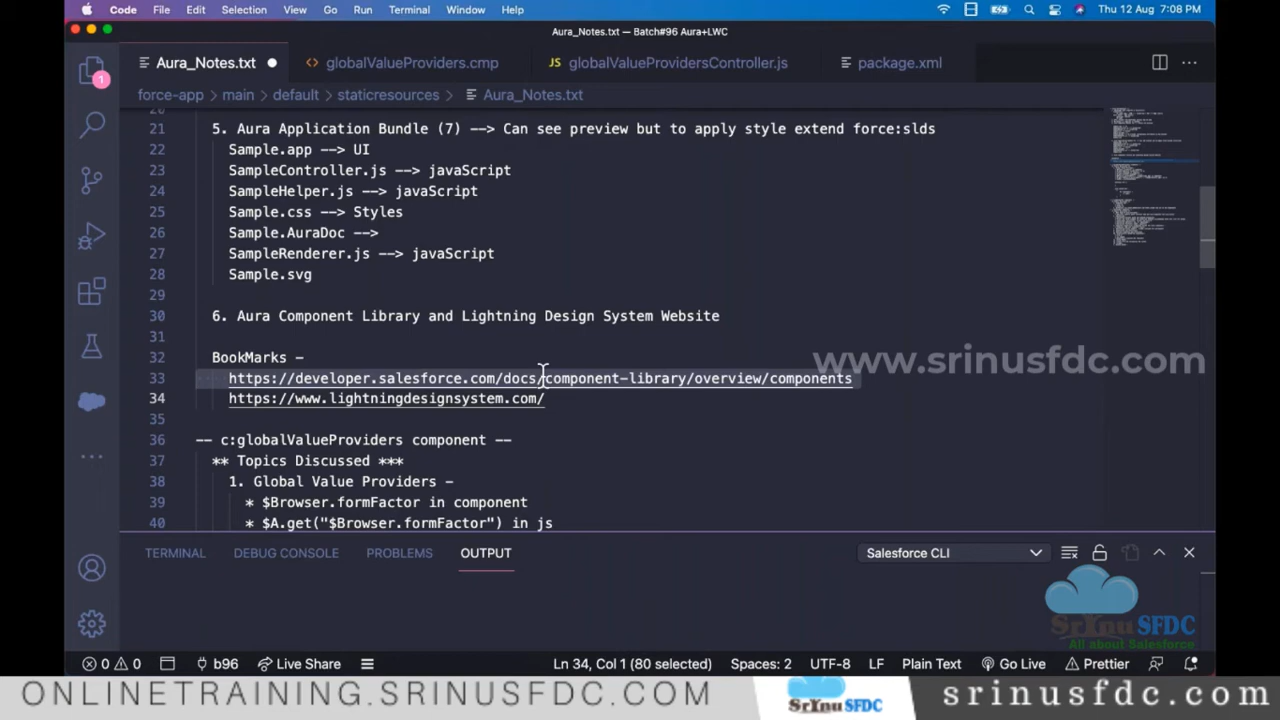 Code File Edit Selection View Go Run Terminal Window Help Thu 12 Aug 7:08 PM
Aura_Notes.txt — Batch#96 Aura+LWC
Aura_Notes.txt globalValueProviders.cmp JS globalValueProvidersController.js package.xml
force-app › main › default › staticresources › Aura_Notes.txt
1
21 5. Aura Application Bundle (7) --> Can see preview but to apply style extend force:slds
22 Sample.app --> UI
23 SampleController.js --> javaScript
24 SampleHelper.js --> javaScript
25 Sample.css --> Styles
26 Sample.AuraDoc -->
27 SampleRenderer.js --> javaScript
28 Sample.svg
29
30 6. Aura Component Library and Lightning Design System Website
31
32 BookMarks -
www.srinusfdc.com
33 https://developer.salesforce.com/docs/component-library/overview/components
34 https://www.lightningdesignsystem.com/
35
36 -- c:globalValueProviders component --
37 ** Topics Discussed ***
38 1. Global Value Providers -
39 * $Browser.formFactor in component
40 * $A.get("$Browser.formFactor") in js
TERMINAL DEBUG CONSOLE PROBLEMS OUTPUT Salesforce CLI
SrInu SFDC
All about Salesforce
0 0 b96 Live Share Ln 34, Col 1 (80 selected) Spaces: 2 UTF-8 LF Plain Text Go Live Prettier
ONLINETRAINING.SRINUSFDC.COM SrInu SFDC srinusfdc.com